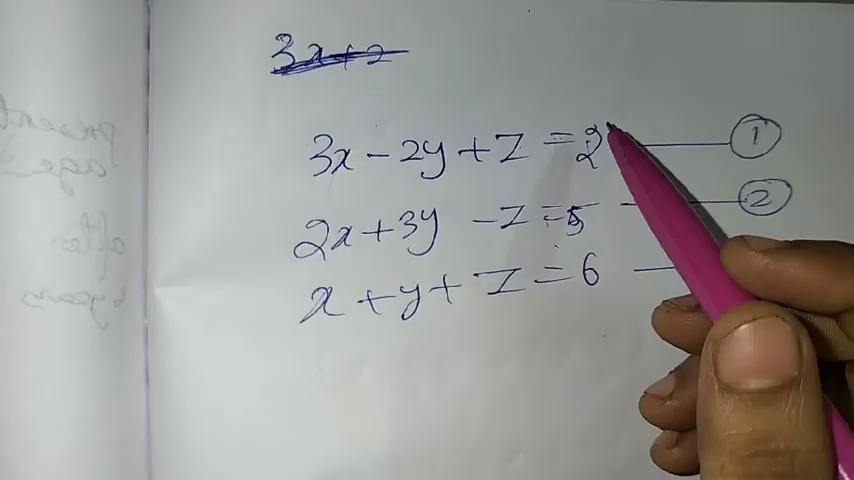 3x+2
3x - 2y + z = 2 ①
2x + 3y - z = 5 ②
x + y + z = 6